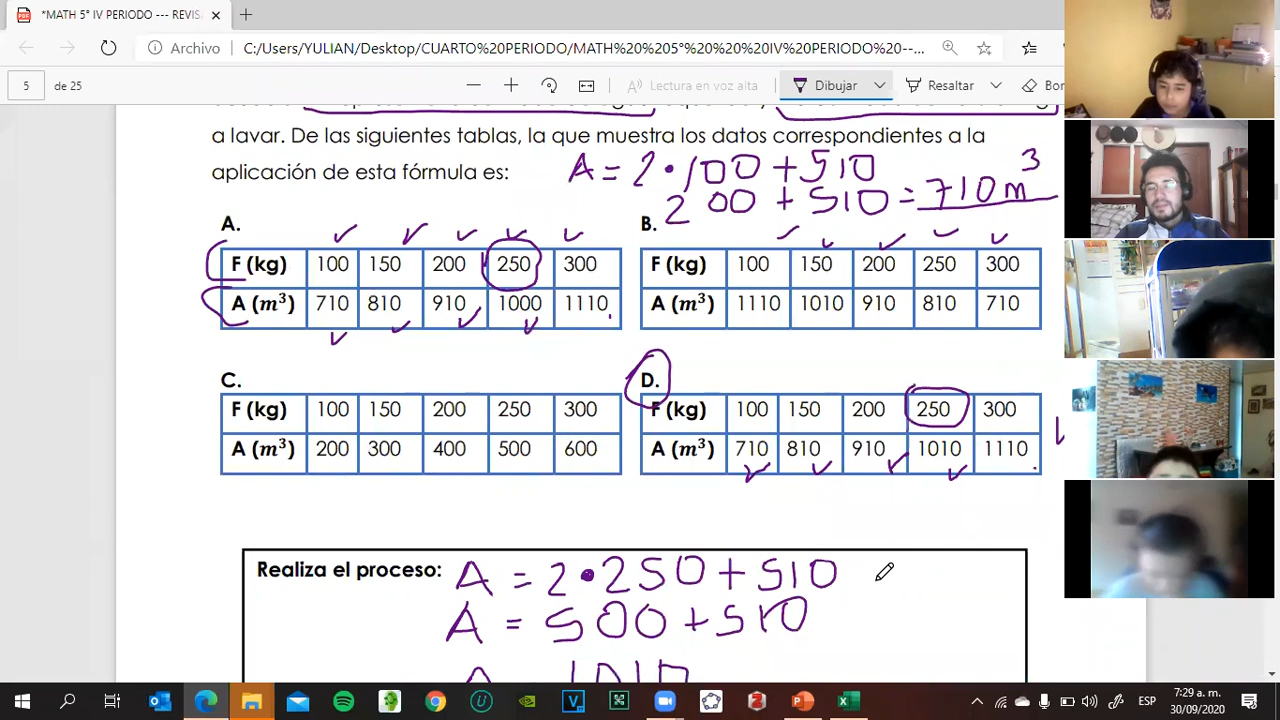 *MATH 5° IV PERIODO --- REVIS
Archivo C:/Users/YULIAN/Desktop/CUARTO%20PERIODO/MATH%20%205°%20%20%20IV%20PERIODO%20--...
5 de 25 Lectura en voz alta Dibujar Resaltar Bor
a lavar. De las siguientes tablas, la que muestra los datos correspondientes a la
aplicación de esta fórmula es:
A = 2 • 100 + 510
200 + 510 = 710 m³
A.
F (kg) 100 150 200 250 300
A (m³) 710 810 910 1000 1110
B.
F (kg) 100 150 200 250 300
A (m³) 1110 1010 910 810 710
C.
F (kg) 100 150 200 250 300
A (m³) 200 300 400 500 600
D.
F (kg) 100 150 200 250 300
A (m³) 710 810 910 1010 1110
Realiza el proceso: A = 2 • 250 + 510
A = 500 + 510
A 1010
ESP
7:29 a. m.
30/09/2020